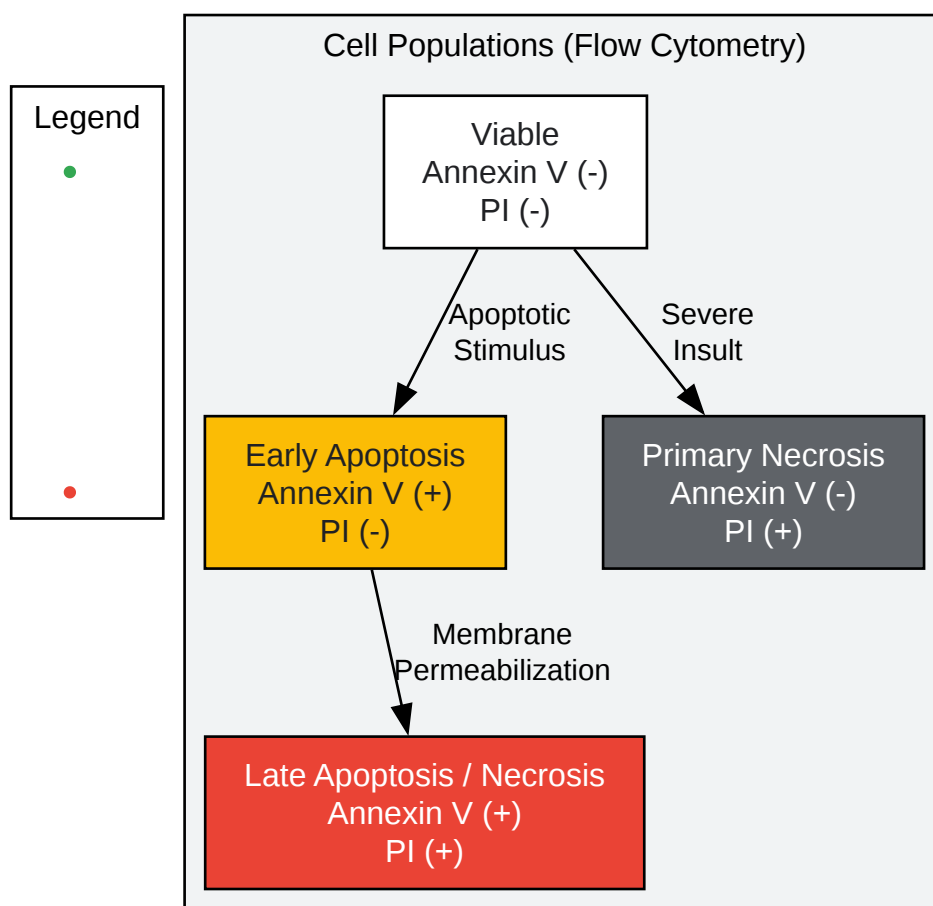 Cell Populations (Flow Cytometry)
Legend
Viable
Annexin V (-)
PI (-)
Apoptotic
Stimulus
Severe
Insult
Early Apoptosis
Annexin V (+)
PI (-)
Primary Necrosis
Annexin V (-)
PI (+)
Membrane
Permeabilization
Late Apoptosis / Necrosis
Annexin V (+)
PI (+)